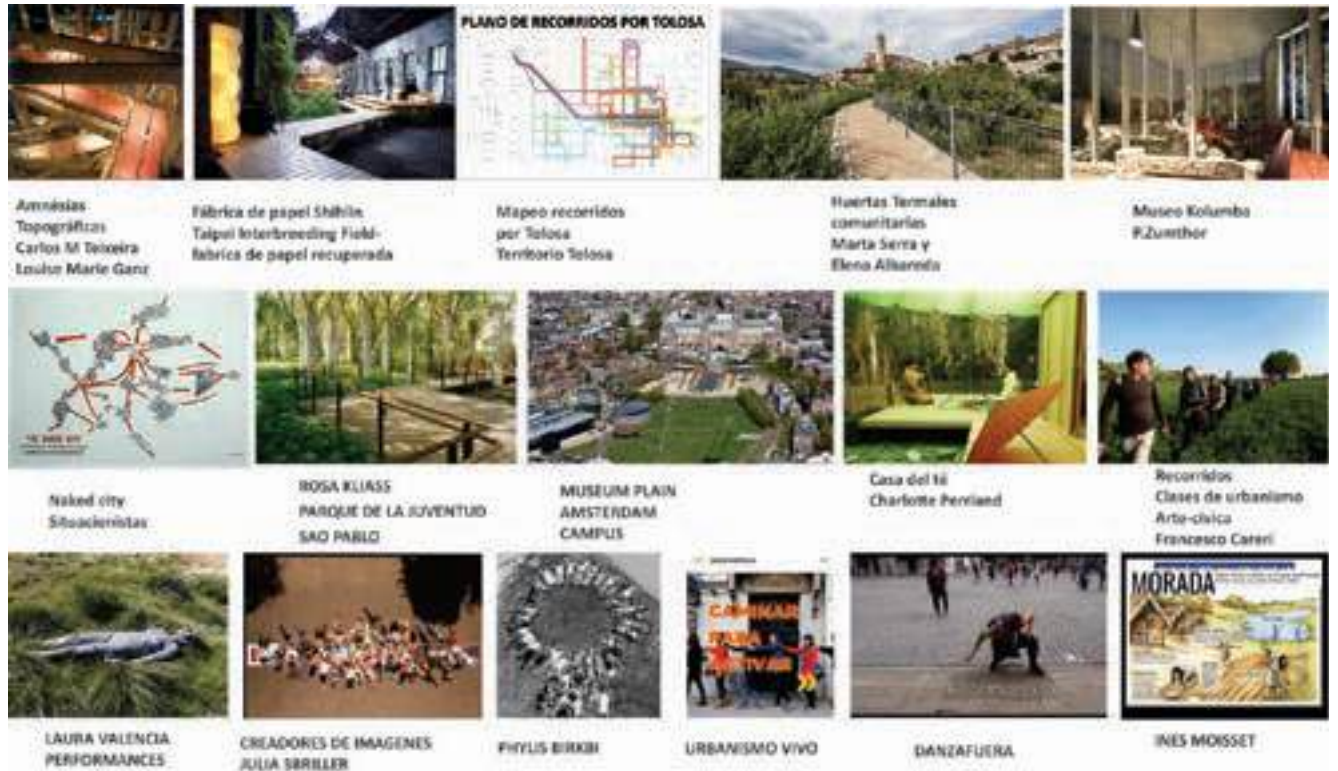 PLANO DE RECORRIDOS POR TOLOSA
Amnésias
Topográficas
Carlos M Teixeira
Louise Marie Ganz
Fábrica de papel Shihlin
Taipei Interbreeding Field-
fabrica de papel recuperada
Mapeo recorridos
por Tolosa
Territorio Tolosa
Huertas Termales
comunitarias
Marta Serra y
Elena Albareda
Museo Kolumba
P.Zumthor
Naked city
Situacionistas
ROSA KLIASS
PARQUE DE LA JUVENTUD
SAO PABLO
MUSEUM PLAIN
AMSTERDAM
CAMPUS
Casa del té
Charlotte Perriand
Recorridos
Clases de urbanismo
Arte-civica
Francesco Careri
CAMINAR
PARA
ACTIVAR
MORADA
LAURA VALENCIA
PERFORMANCES
CREADORES DE IMAGENES
JULIA SBRILLER
PHYLIS BIRKBI
URBANISMO VIVO
DANZAFUERA
INES MOISSET